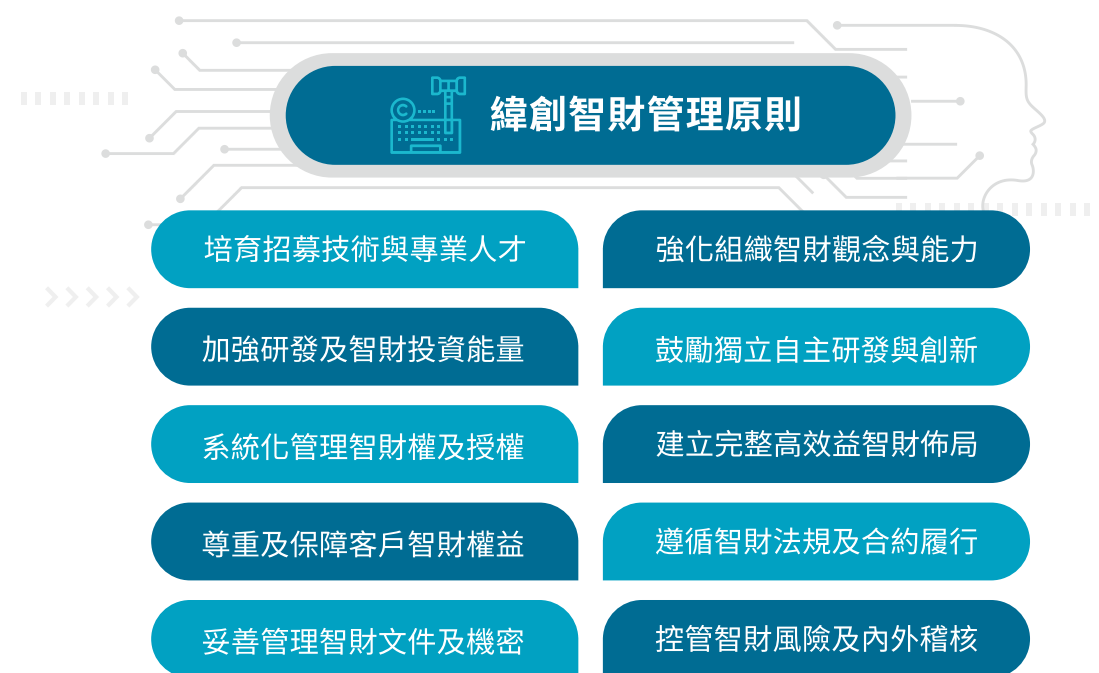 緯創智財管理原則
培育招募技術與專業人才
強化組織智財觀念與能力
加強研發及智財投資能量
鼓勵獨立自主研發與創新
系統化管理智財權及授權
建立完整高效益智財佈局
尊重及保障客戶智財權益
遵循智財法規及合約履行
妥善管理智財文件及機密
控管智財風險及內外稽核